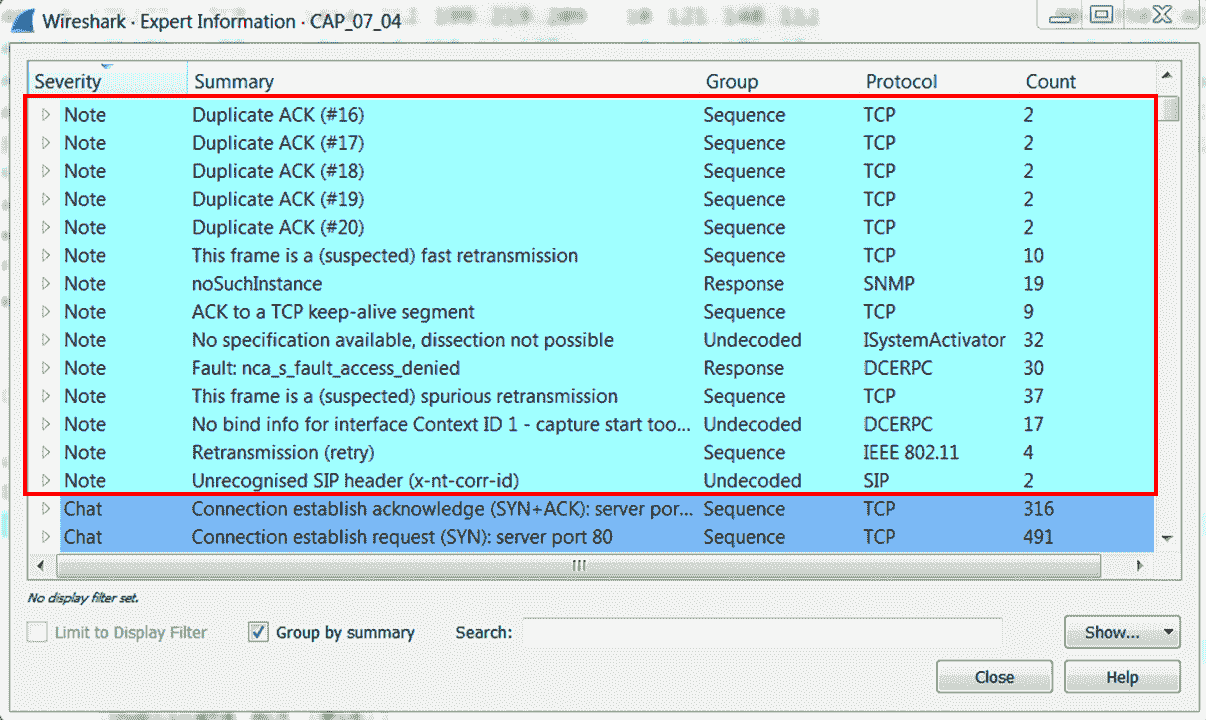 Wireshark · Expert Information · CAP_07_04
Severity Summary Group Protocol Count
Note Duplicate ACK (#16) Sequence TCP 2
Note Duplicate ACK (#17) Sequence TCP 2
Note Duplicate ACK (#18) Sequence TCP 2
Note Duplicate ACK (#19) Sequence TCP 2
Note Duplicate ACK (#20) Sequence TCP 2
Note This frame is a (suspected) fast retransmission Sequence TCP 10
Note noSuchInstance Response SNMP 19
Note ACK to a TCP keep-alive segment Sequence TCP 9
Note No specification available, dissection not possible Undecoded ISystemActivator 32
Note Fault: nca_s_fault_access_denied Response DCERPC 30
Note This frame is a (suspected) spurious retransmission Sequence TCP 37
Note No bind info for interface Context ID 1 - capture start too... Undecoded DCERPC 17
Note Retransmission (retry) Sequence IEEE 802.11 4
Note Unrecognised SIP header (x-nt-corr-id) Undecoded SIP 2
Chat Connection establish acknowledge (SYN+ACK): server por... Sequence TCP 316
Chat Connection establish request (SYN): server port 80 Sequence TCP 491
No display filter set.
Limit to Display Filter Group by summary Search: Show...
Close Help